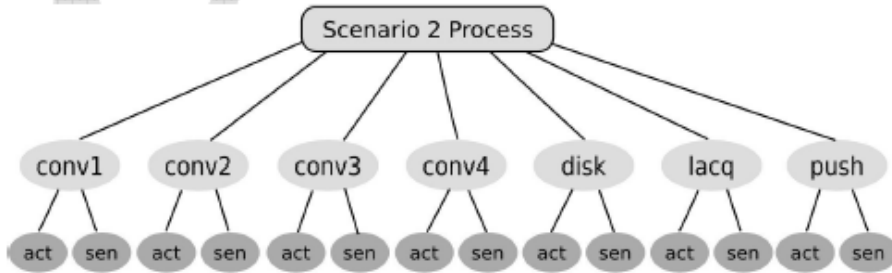 Scenario 2 Process
conv1 conv2 conv3 conv4 disk lacq push
act sen act sen act sen act sen act sen act sen act sen